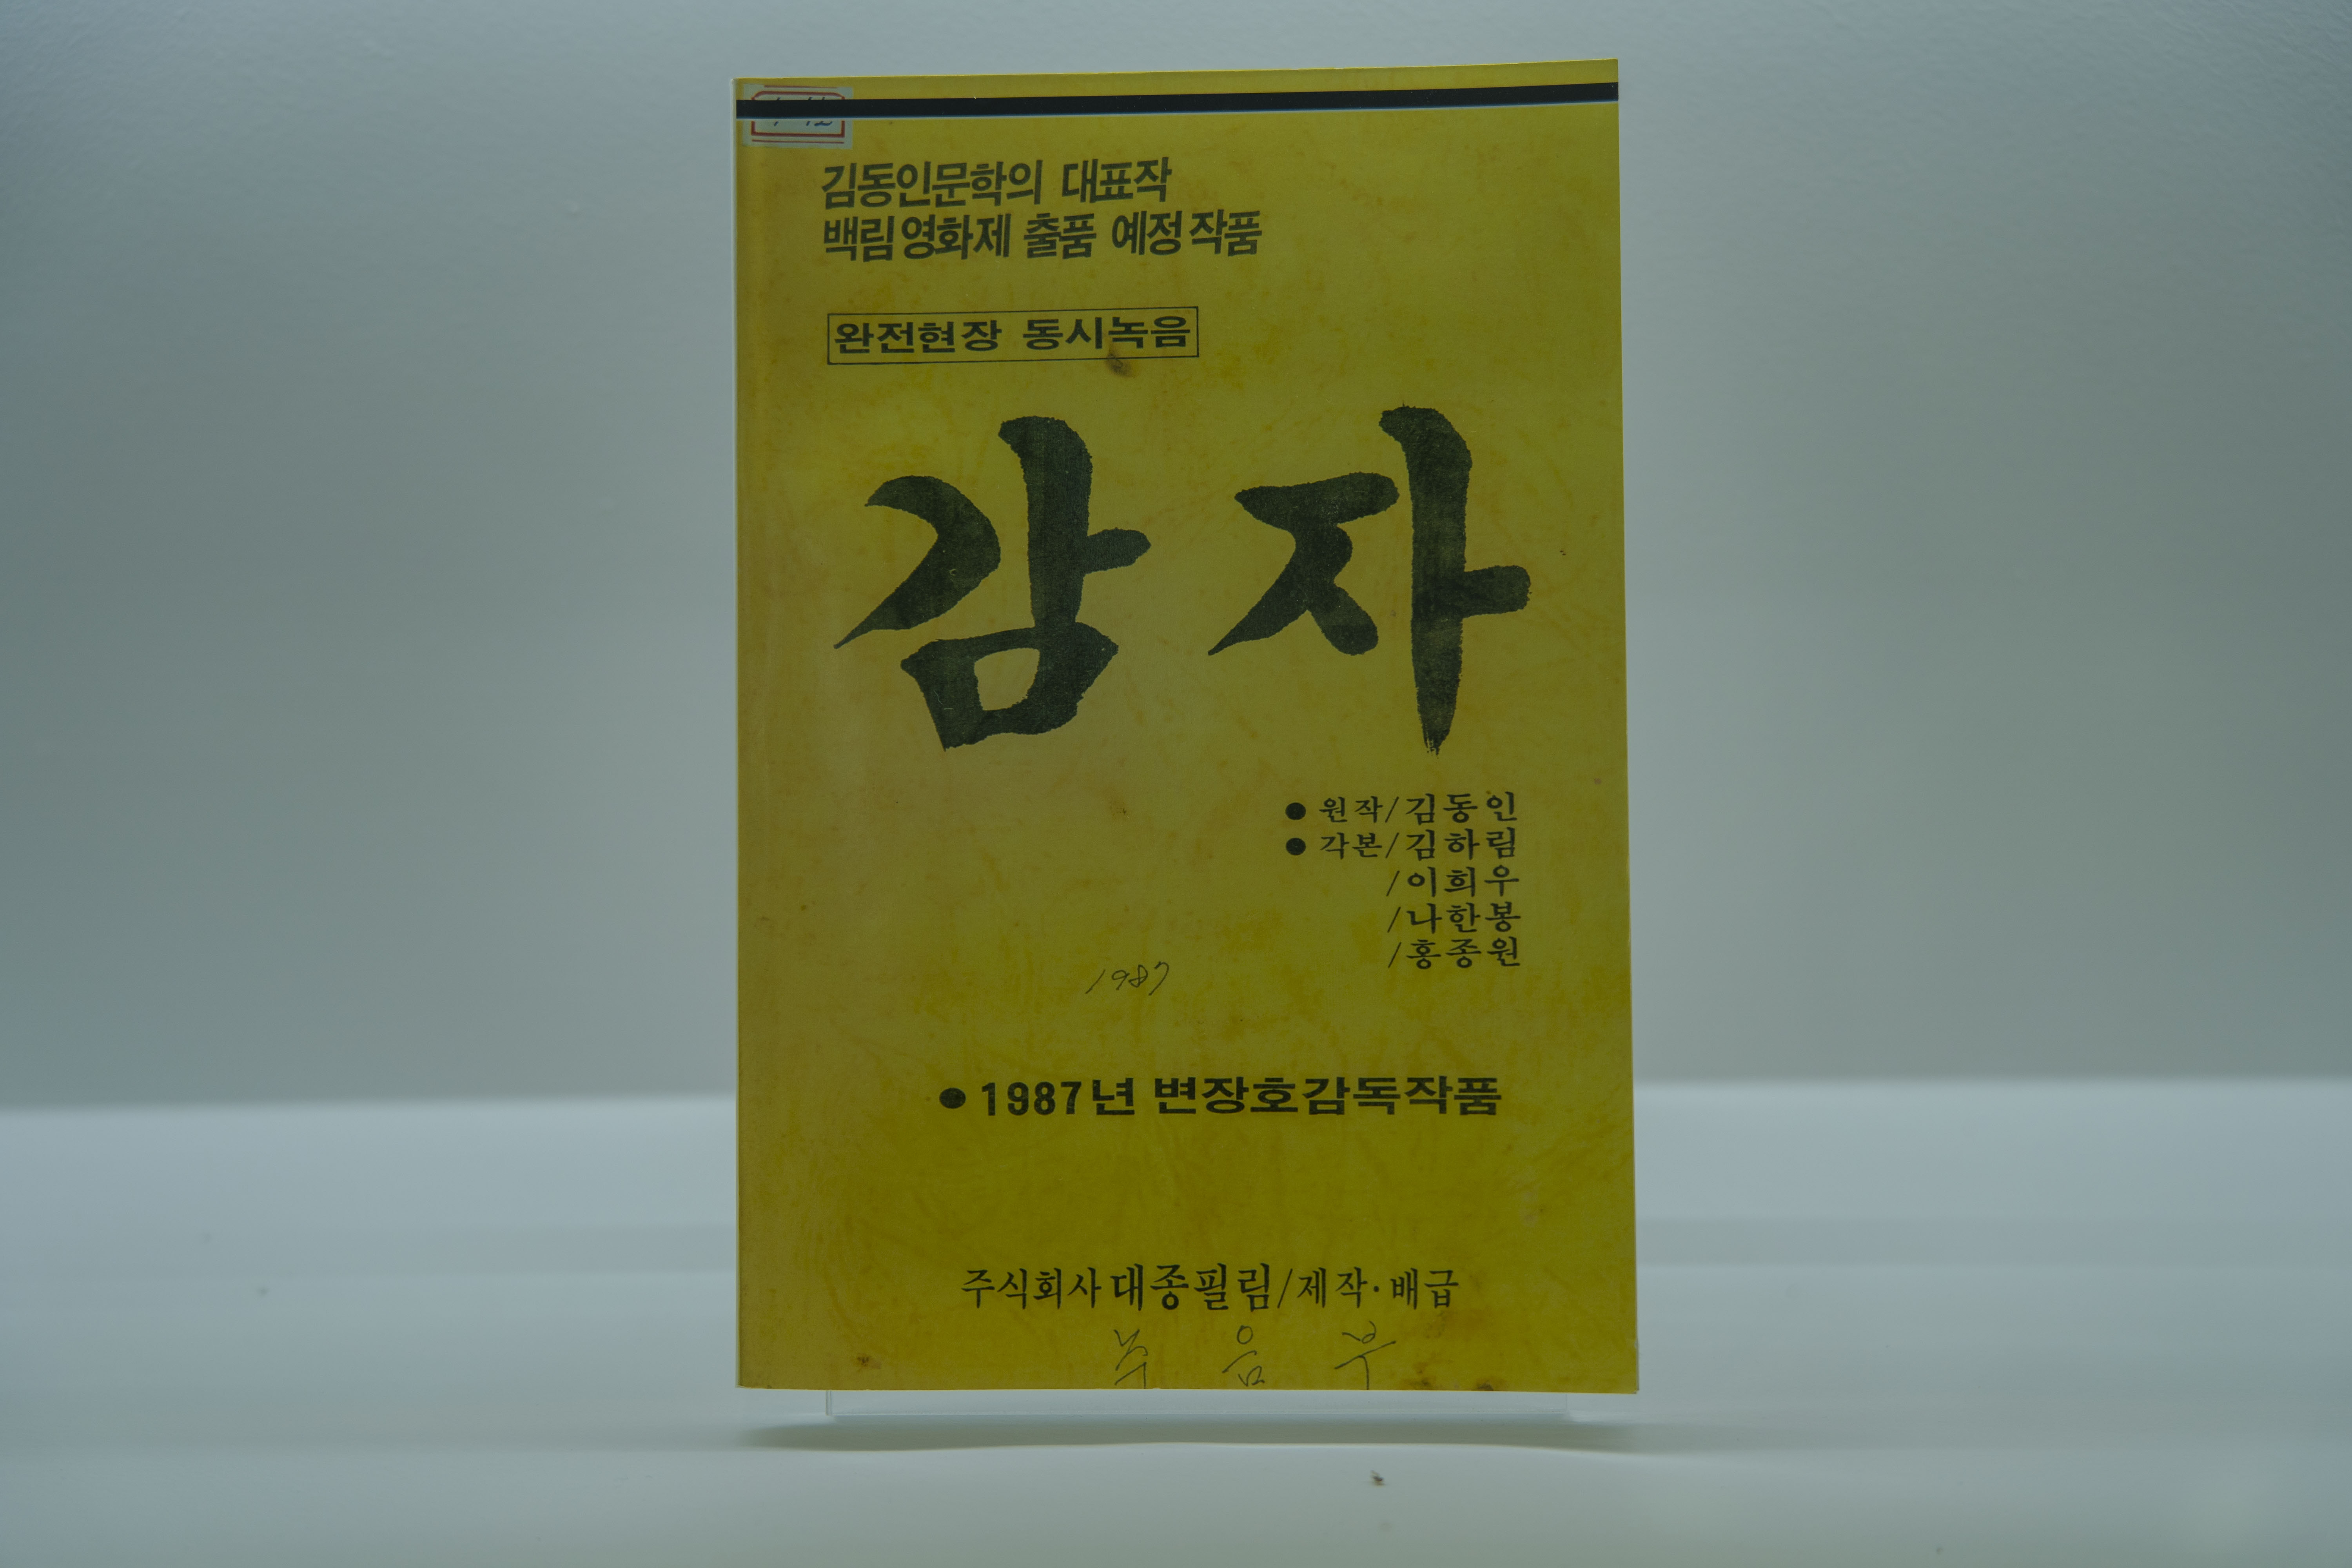 김동인문학의 대표작
백림영화제 출품 예정작품
완전현장 동시녹음
감자
● 원작/김동인
● 각본/김하림
/이희우
/나한봉
/홍종원
1987
● 1987년 변장호감독작품
주식회사 대종필림/제작·배급
녹음부